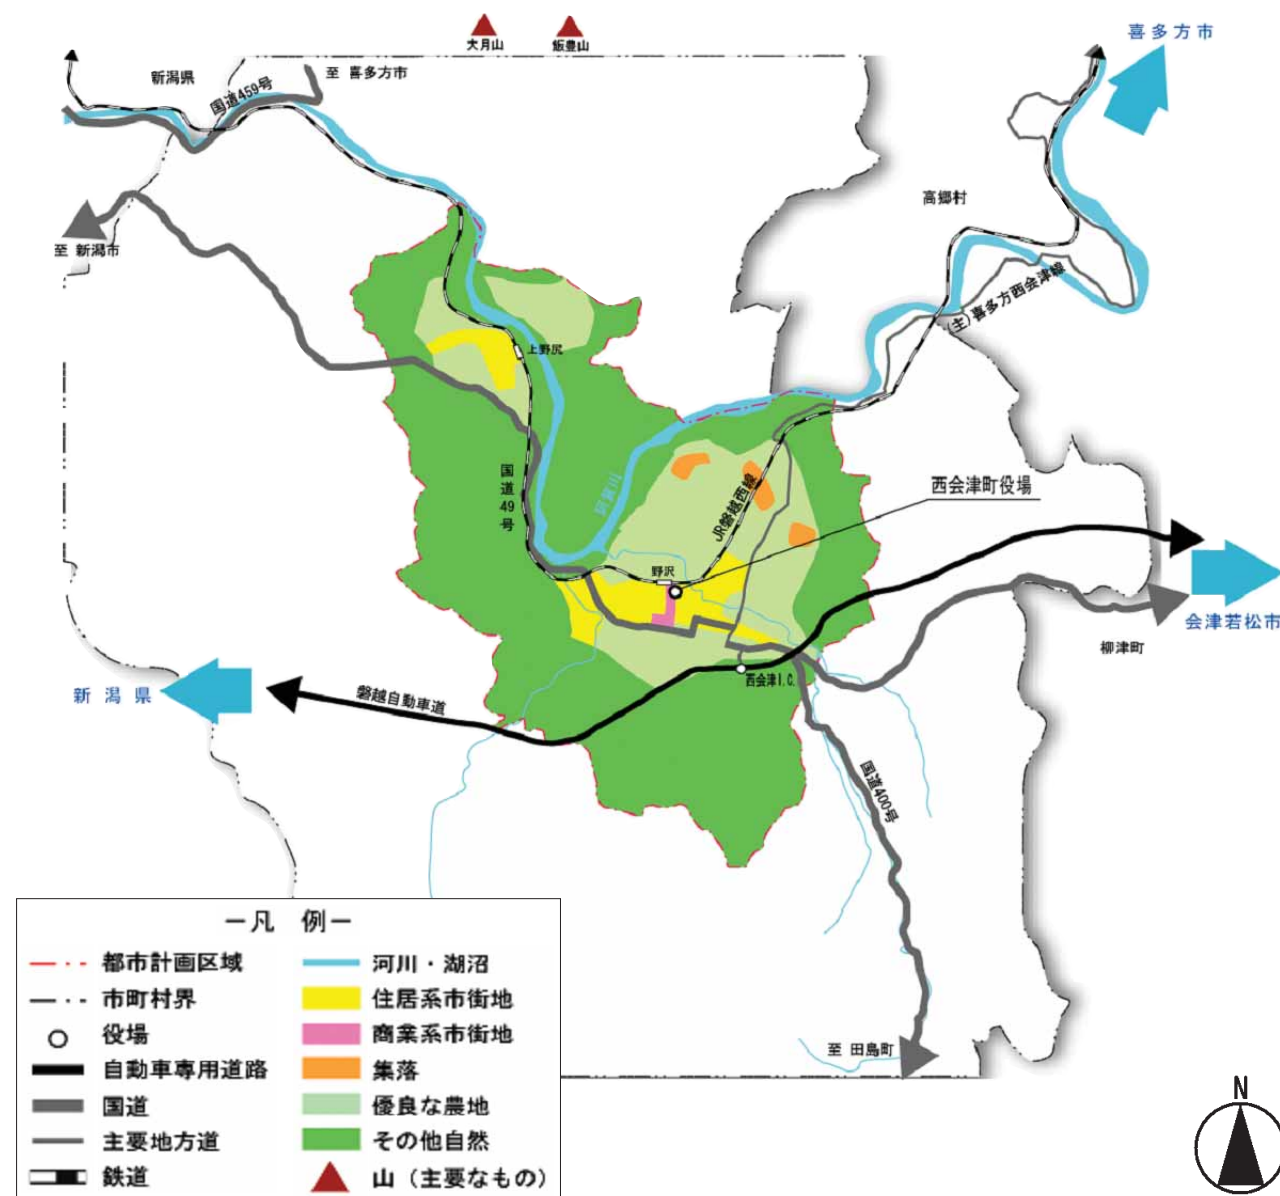 大月山
飯豊山
喜多方市
新潟県
国道459号
至 喜多方市
高郷村
至 新潟市
(主)喜多方西会津線
上野尻
国道49号
阿賀川
JR磐越西線
西会津町役場
野沢
会津若松市
柳津町
西会津I.C.
新潟県
磐越自動車道
国道400号
至 田島町
N
－凡 例－
都市計画区域
市町村界
役場
自動車専用道路
国道
主要地方道
鉄道
河川・湖沼
住居系市街地
商業系市街地
集落
優良な農地
その他自然
山（主要なもの）